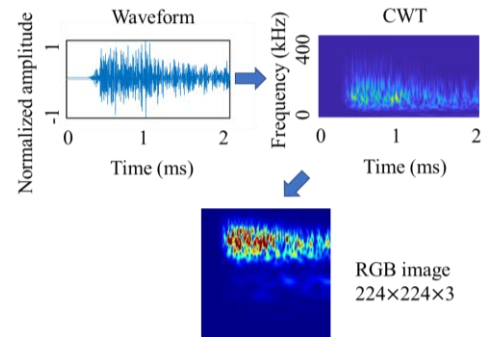 Waveform
Normalized amplitude
1
-1
0
1
2
Time (ms)
CWT
Frequency (kHz)
400
0
0
1
2
Time (ms)
RGB image
224×224×3